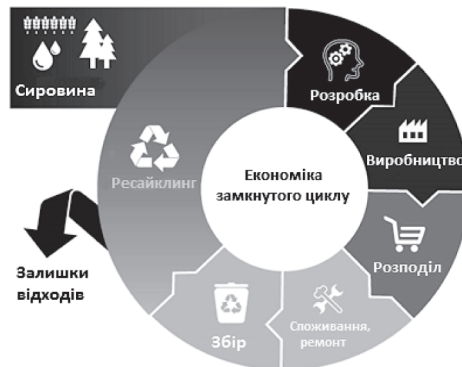 Сировина
Розробка
Виробництво
Розподіл
Споживання,
ремонт
Збір
Ресайклинг
Залишки
відходів
Економіка
замкнутого циклу